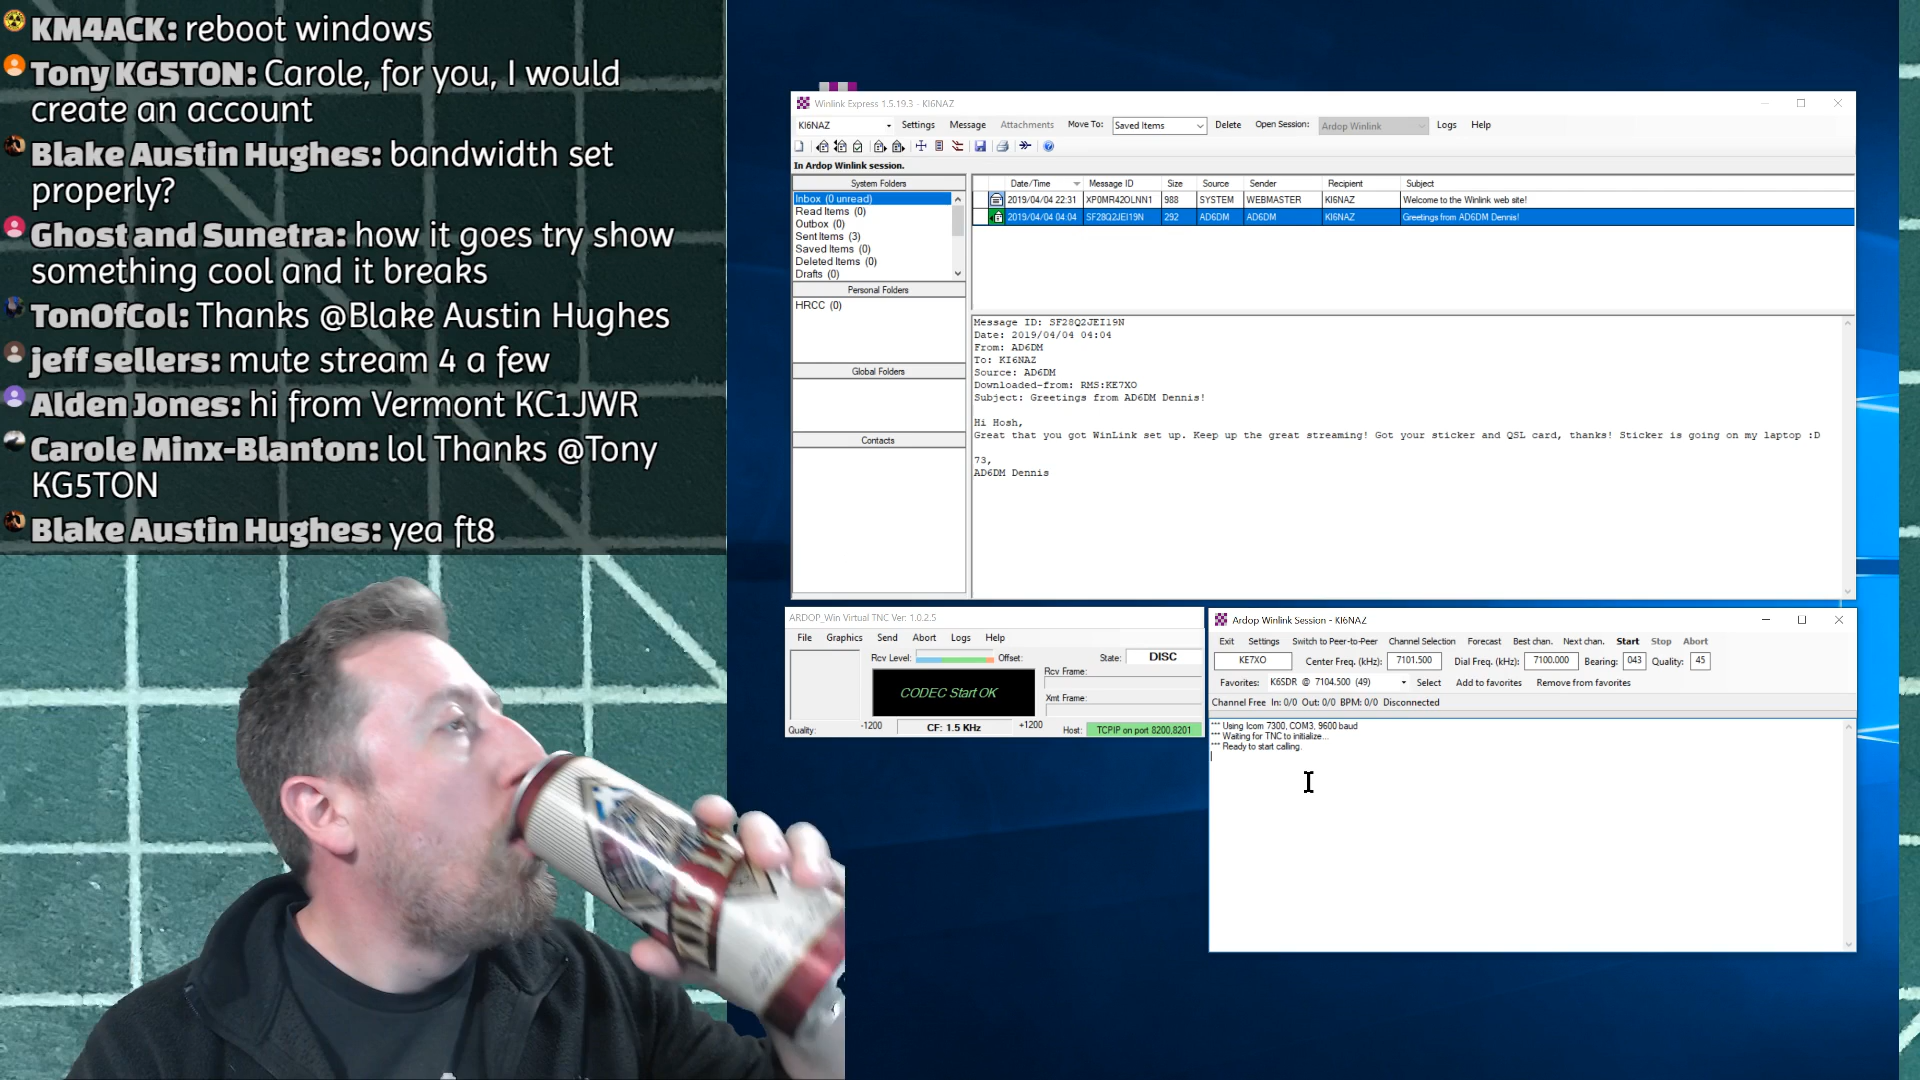 KM4ACK: reboot windows
Tony KG5TON: Carole, for you, I would
create an account
Blake Austin Hughes: bandwidth set
properly?
Ghost and Sunetra: how it goes try show
something cool and it breaks
TonOfCol: Thanks @Blake Austin Hughes
jeff sellers: mute stream 4 a few
Alden Jones: hi from Vermont KC1JWR
Carole Minx-Blanton: lol Thanks @Tony
KG5TON
Blake Austin Hughes: yea ft8
Winlink Express 1.5.19.3 - KI6NAZ
KI6NAZ Settings Message Attachments Move To: Saved Items Delete Open Session: Ardop Winlink Logs Help
In Ardop Winlink session.
System Folders
Inbox (0 unread)
Read Items (0)
Outbox (0)
Sent Items (3)
Saved Items (0)
Deleted Items (0)
Drafts (0)
Personal Folders
HRCC (0)
Global Folders
Contacts
Date/Time Message ID Size Source Sender Recipient Subject
2019/04/04 22:31 XP0MR42OLNN1 988 SYSTEM WEBMASTER KI6NAZ Welcome to the Winlink web site!
2019/04/04 04:04 SF28Q2JEI19N 292 AD6DM AD6DM KI6NAZ Greetings from AD6DM Dennis!
Message ID: SF28Q2JEI19N
Date: 2019/04/04 04:04
From: AD6DM
To: KI6NAZ
Source: AD6DM
Downloaded-from: RMS:KE7XO
Subject: Greetings from AD6DM Dennis!
Hi Hosh,
Great that you got WinLink set up. Keep up the great streaming! Got your sticker and QSL card, thanks! Sticker is going on my laptop :D
73,
AD6DM Dennis
ARDOP_Win Virtual TNC Ver: 1.0.2.5
File Graphics Send Abort Logs Help
Rcv Level: Offset: State: DISC
Rcv Frame:
CODEC Start OK
Xmt Frame:
-1200 CF: 1.5 KHz +1200
Quality: Host: TCPIP on port 8200,8201
Ardop Winlink Session - KI6NAZ
Exit Settings Switch to Peer-to-Peer Channel Selection Forecast Best chan. Next chan. Start Stop Abort
KE7XO Center Freq. (kHz): 7101.500 Dial Freq. (kHz): 7100.000 Bearing: 043 Quality: 45
Favorites: K6SDR @ 7104.500 (49) Select Add to favorites Remove from favorites
Channel Free In: 0/0 Out: 0/0 BPM: 0/0 Disconnected
*** Using Icom 7300, COM3, 9600 baud
*** Waiting for TNC to initialize...
*** Ready to start calling.